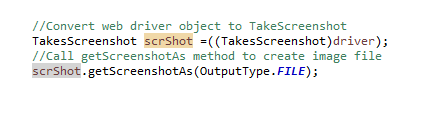 //Convert web driver object to TakeScreenshot
TakesScreenshot scrShot =((TakesScreenshot)driver);
//Call getScreenshotAs method to create image file
scrShot.getScreenshotAs(OutputType.FILE);